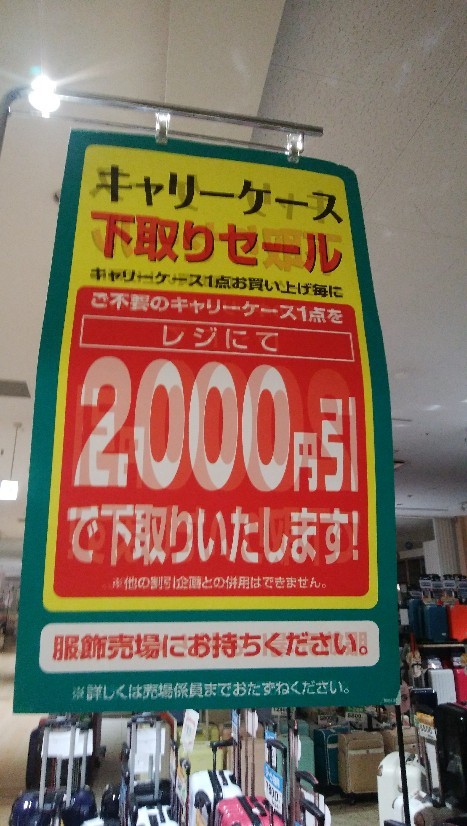 キャリーケース
下取りセール
キャリーケース1点お買い上げ毎に
ご不要のキャリーケース1点を
レジにて
2,000円引
で下取りいたします!
※他の割引企画との併用はできません。
服飾売場にお持ちください。
※詳しくは売場係員までおたずねください。